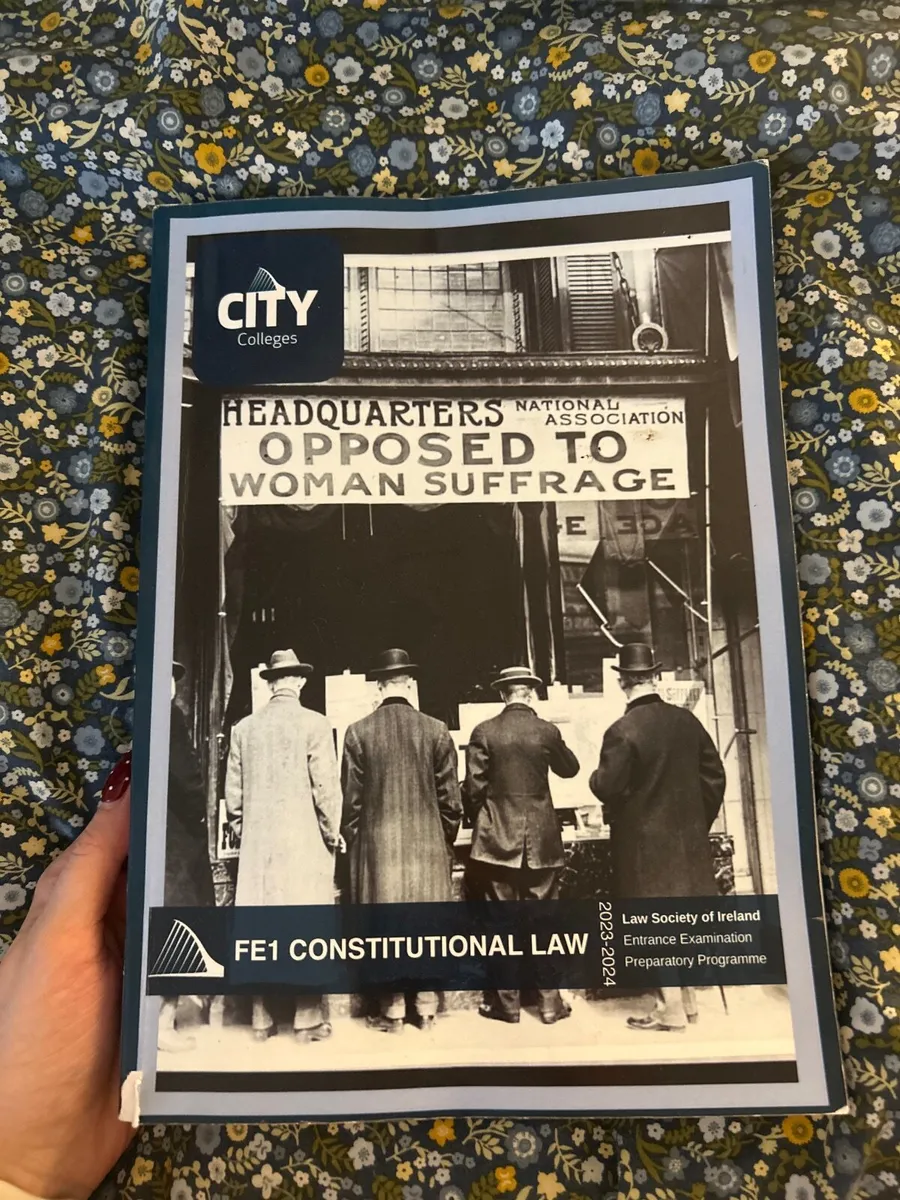 CITY
Colleges
HEADQUARTERS NATIONAL ASSOCIATION
OPPOSED TO
WOMAN SUFFRAGE
FE1 CONSTITUTIONAL LAW
2023-2024
Law Society of Ireland
Entrance Examination
Preparatory Programme